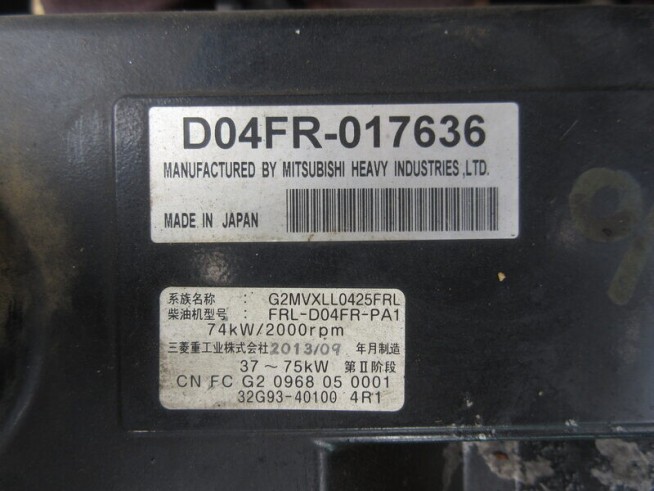 D04FR-017636
MANUFACTURED BY MITSUBISHI HEAVY INDUSTRIES ,LTD.
MADE IN JAPAN
系族名称 : G2MVXLL0425FRL
柴油机型号 : FRL-D04FR-PA1
74kW/2000rpm
三菱重工业株式会社 2013/09 年月制造
37 ~ 75kW 第Ⅱ阶段
CN FC G2 0968 05 0001
32G93-40100 4R1